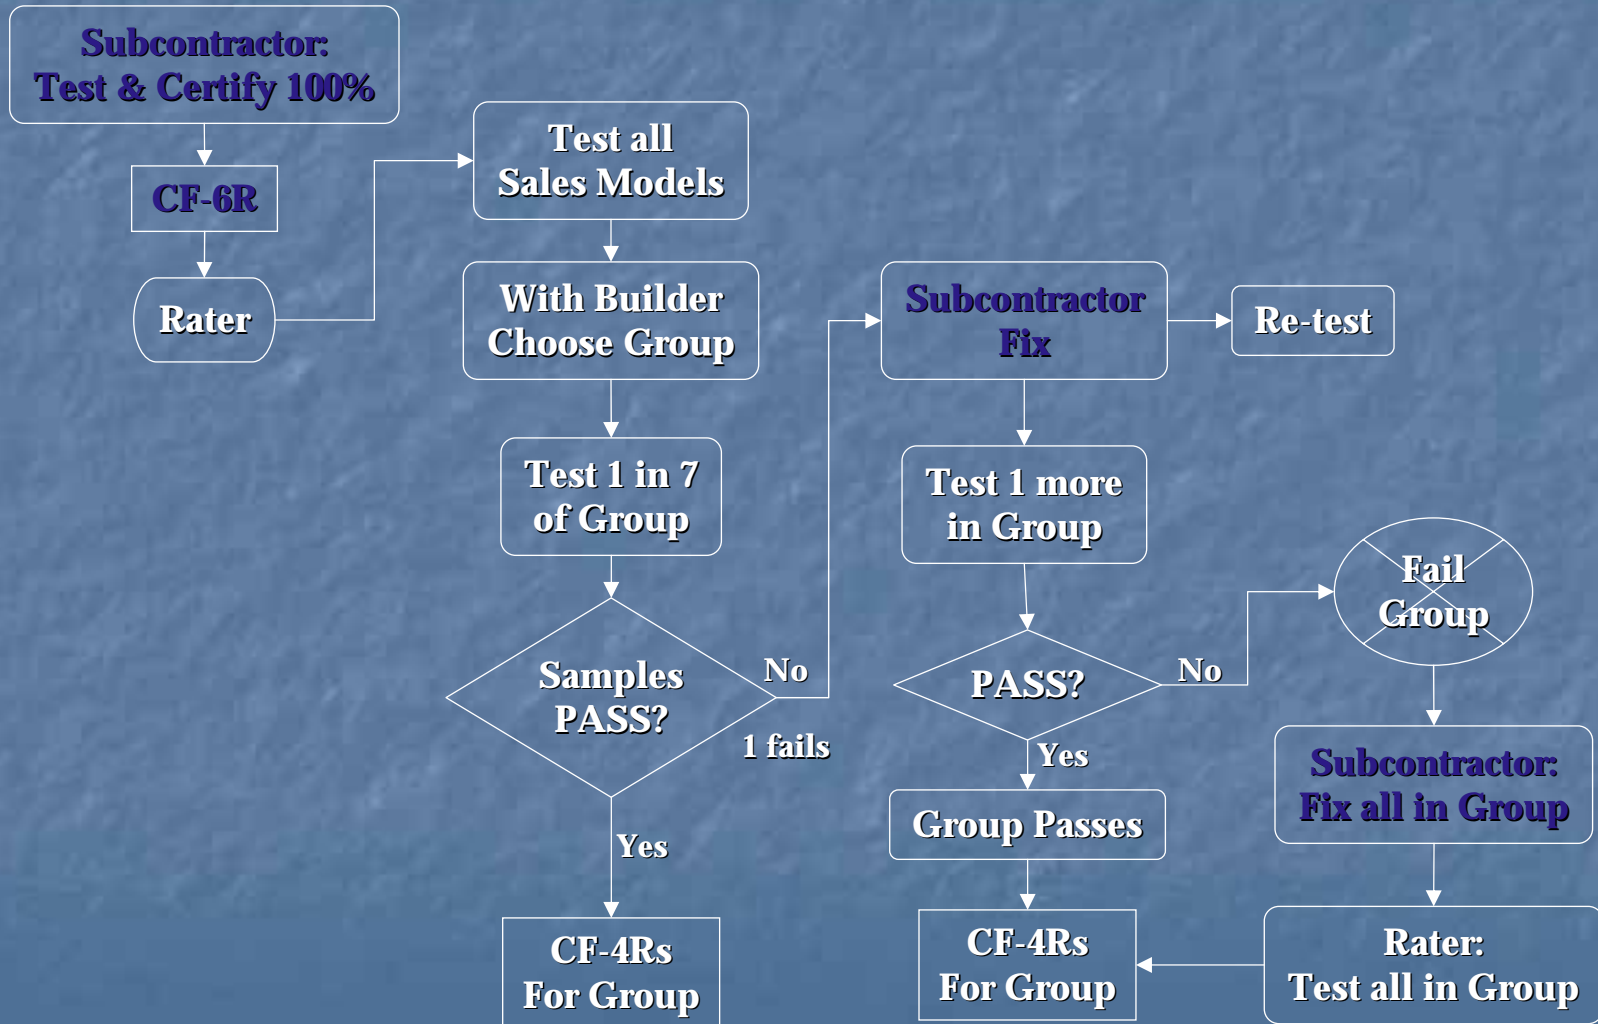 Subcontractor:
Test & Certify 100%
CF-6R
Rater
Test all
Sales Models
With Builder
Choose Group
Test 1 in 7
of Group
Samples
PASS?
No
1 fails
Yes
CF-4Rs
For Group
Subcontractor
Fix
Re-test
Test 1 more
in Group
PASS?
No
Yes
Group Passes
CF-4Rs
For Group
Fail
Group
Subcontractor:
Fix all in Group
Rater:
Test all in Group